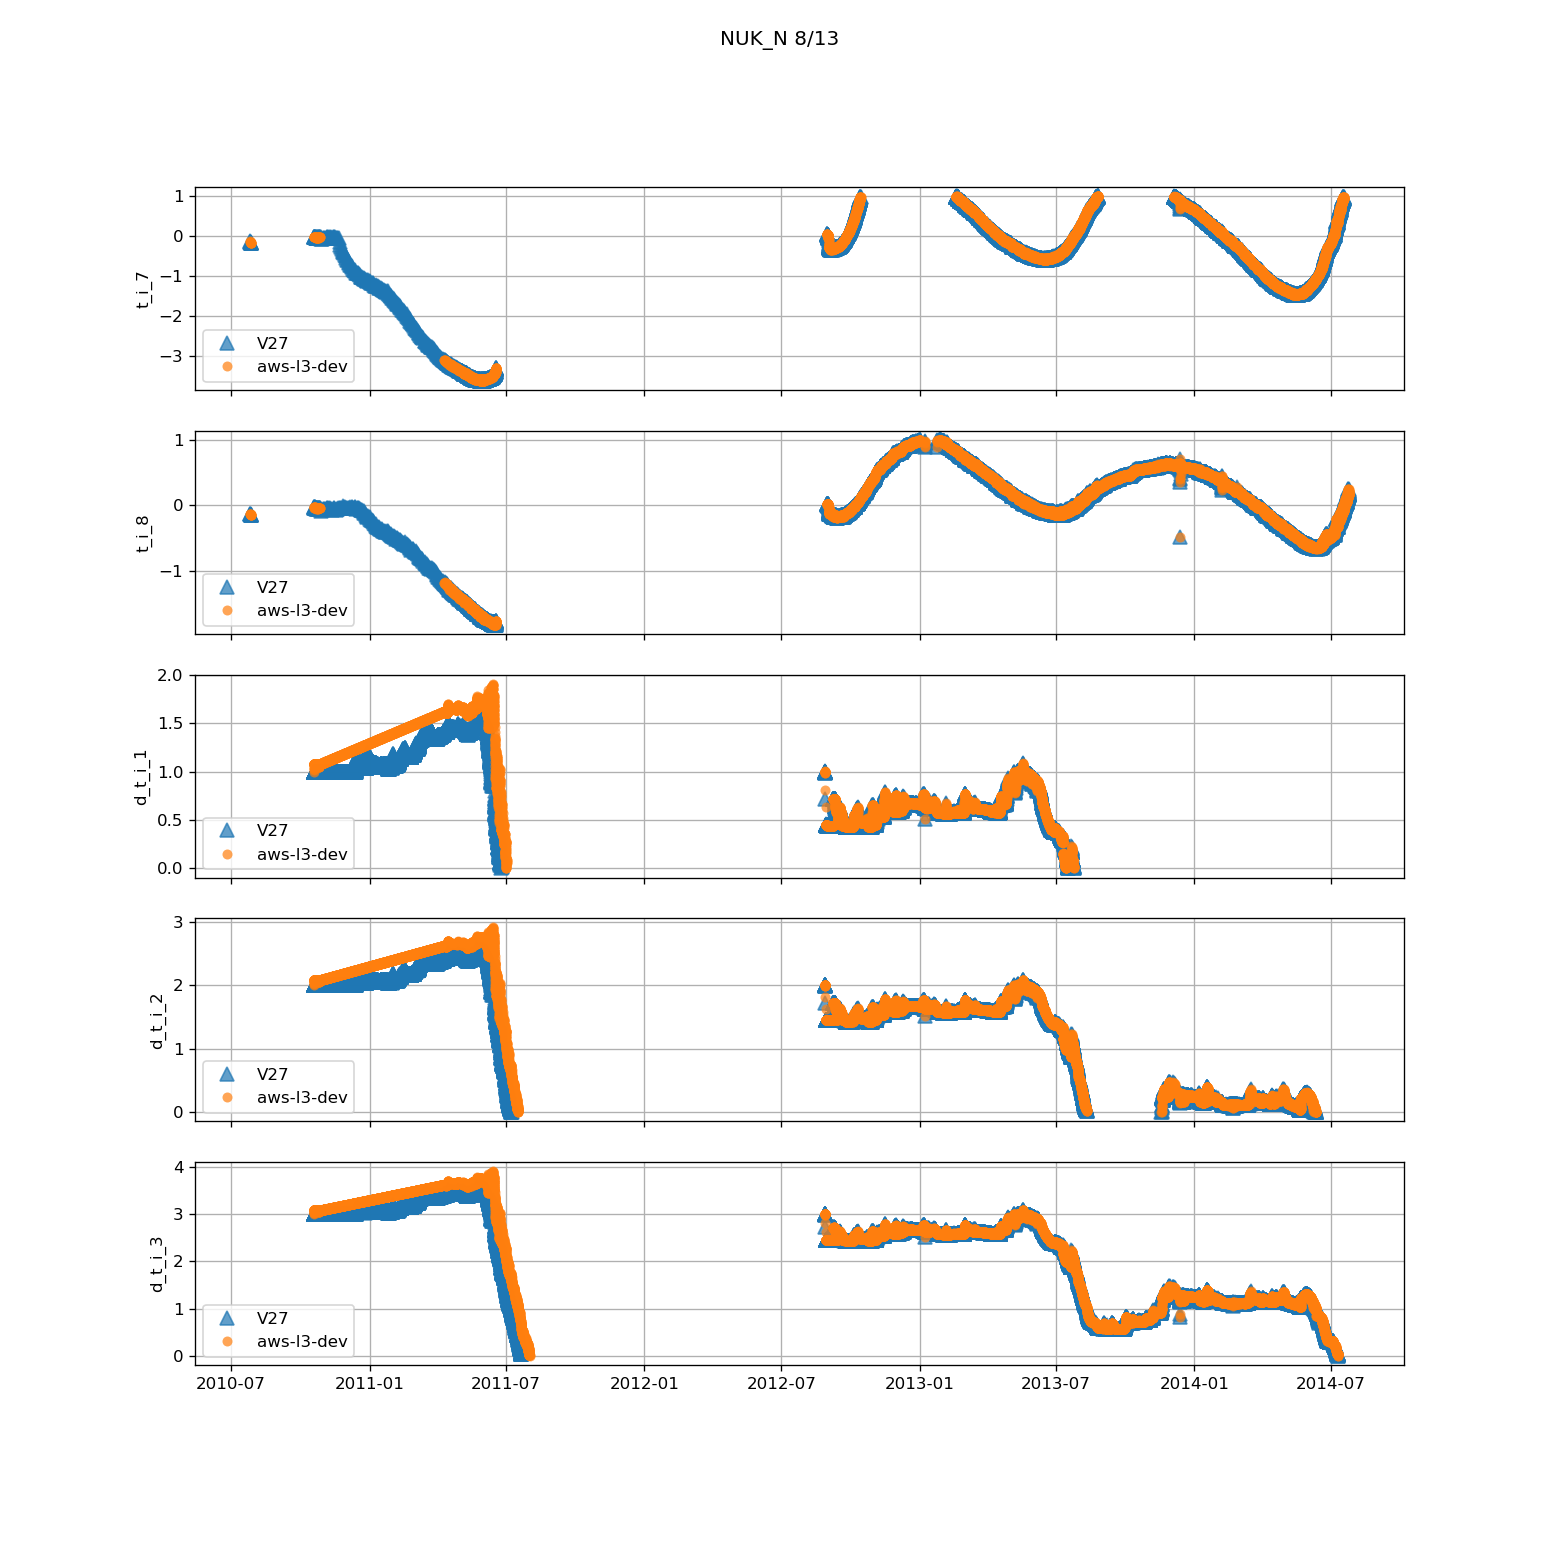 NUK_N 8/13
1
0
−1
−2
−3
t_i_7
V27
aws-l3-dev
1
0
−1
t_i_8
V27
aws-l3-dev
2.0
1.5
1.0
0.5
0.0
d_t_i_1
V27
aws-l3-dev
3
2
1
0
d_t_i_2
V27
aws-l3-dev
4
3
2
1
0
d_t_i_3
V27
aws-l3-dev
2010-07 2011-01 2011-07 2012-01 2012-07 2013-01 2013-07 2014-01 2014-07